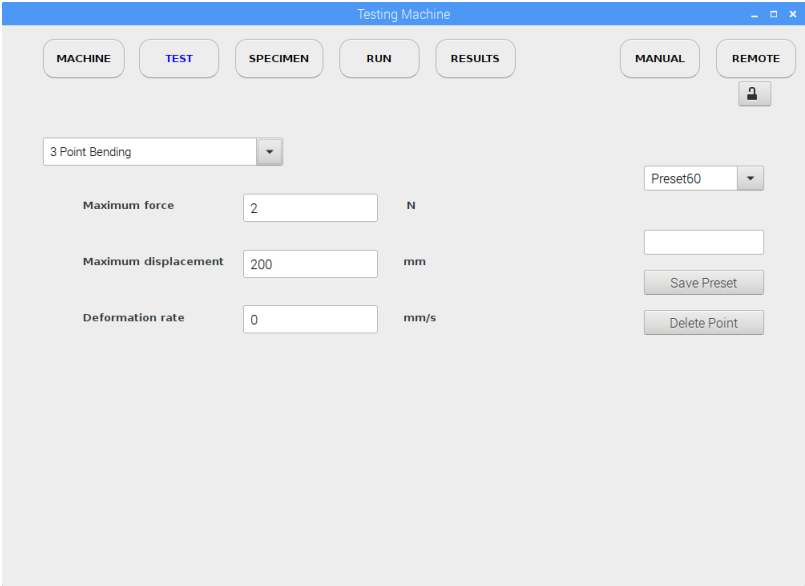 Testing Machine
MACHINE TEST SPECIMEN RUN RESULTS MANUAL REMOTE
3 Point Bending
Preset60
Maximum force 2 N
Maximum displacement 200 mm
Save Preset
Deformation rate 0 mm/s
Delete Point